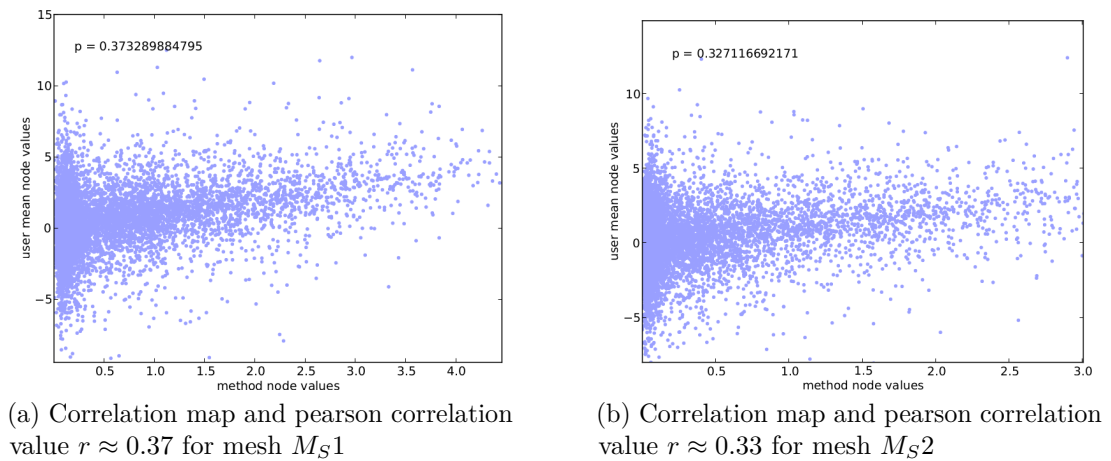 15
10
5
0
−5
p = 0.373289884795
user mean node values
0.5 1.0 1.5 2.0 2.5 3.0 3.5 4.0
method node values
(a) Correlation map and pearson correlation
value r ≈ 0.37 for mesh M_S1
10
5
0
−5
p = 0.327116692171
user mean node values
0.5 1.0 1.5 2.0 2.5 3.0
method node values
(b) Correlation map and pearson correlation
value r ≈ 0.33 for mesh M_S2